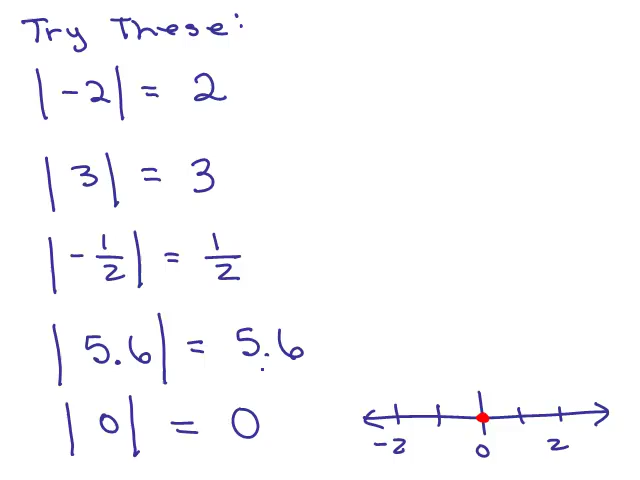 Try These:
|-2| = 2
|3| = 3
|-1/2| = 1/2
|5.6| = 5.6
|0| = 0
-2 0 2